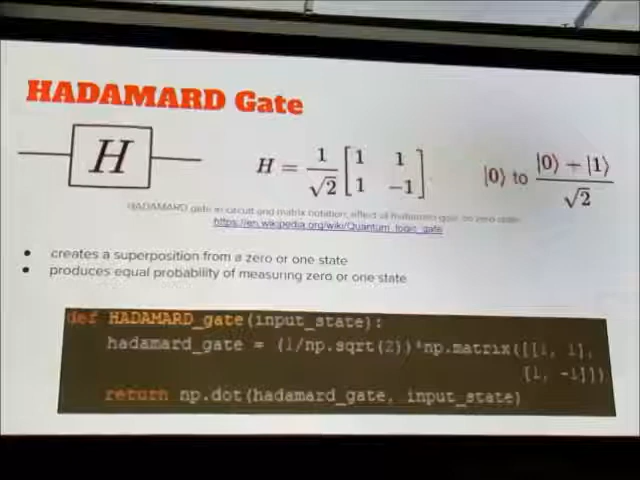 HADAMARD Gate
H
H = 1/√2 [1 1; 1 -1]
|0⟩ to (|0⟩ + |1⟩)/√2
HADAMARD gate in circuit and matrix notation, effect of hadamard gate on zero state
https://en.wikipedia.org/wiki/Quantum_logic_gate
• creates a superposition from a zero or one state
• produces equal probability of measuring zero or one state
def HADAMARD_gate(input_state):
hadamard_gate = (1/np.sqrt(2))*np.matrix([[1, 1],
[1, -1]])
return np.dot(hadamard_gate, input_state)